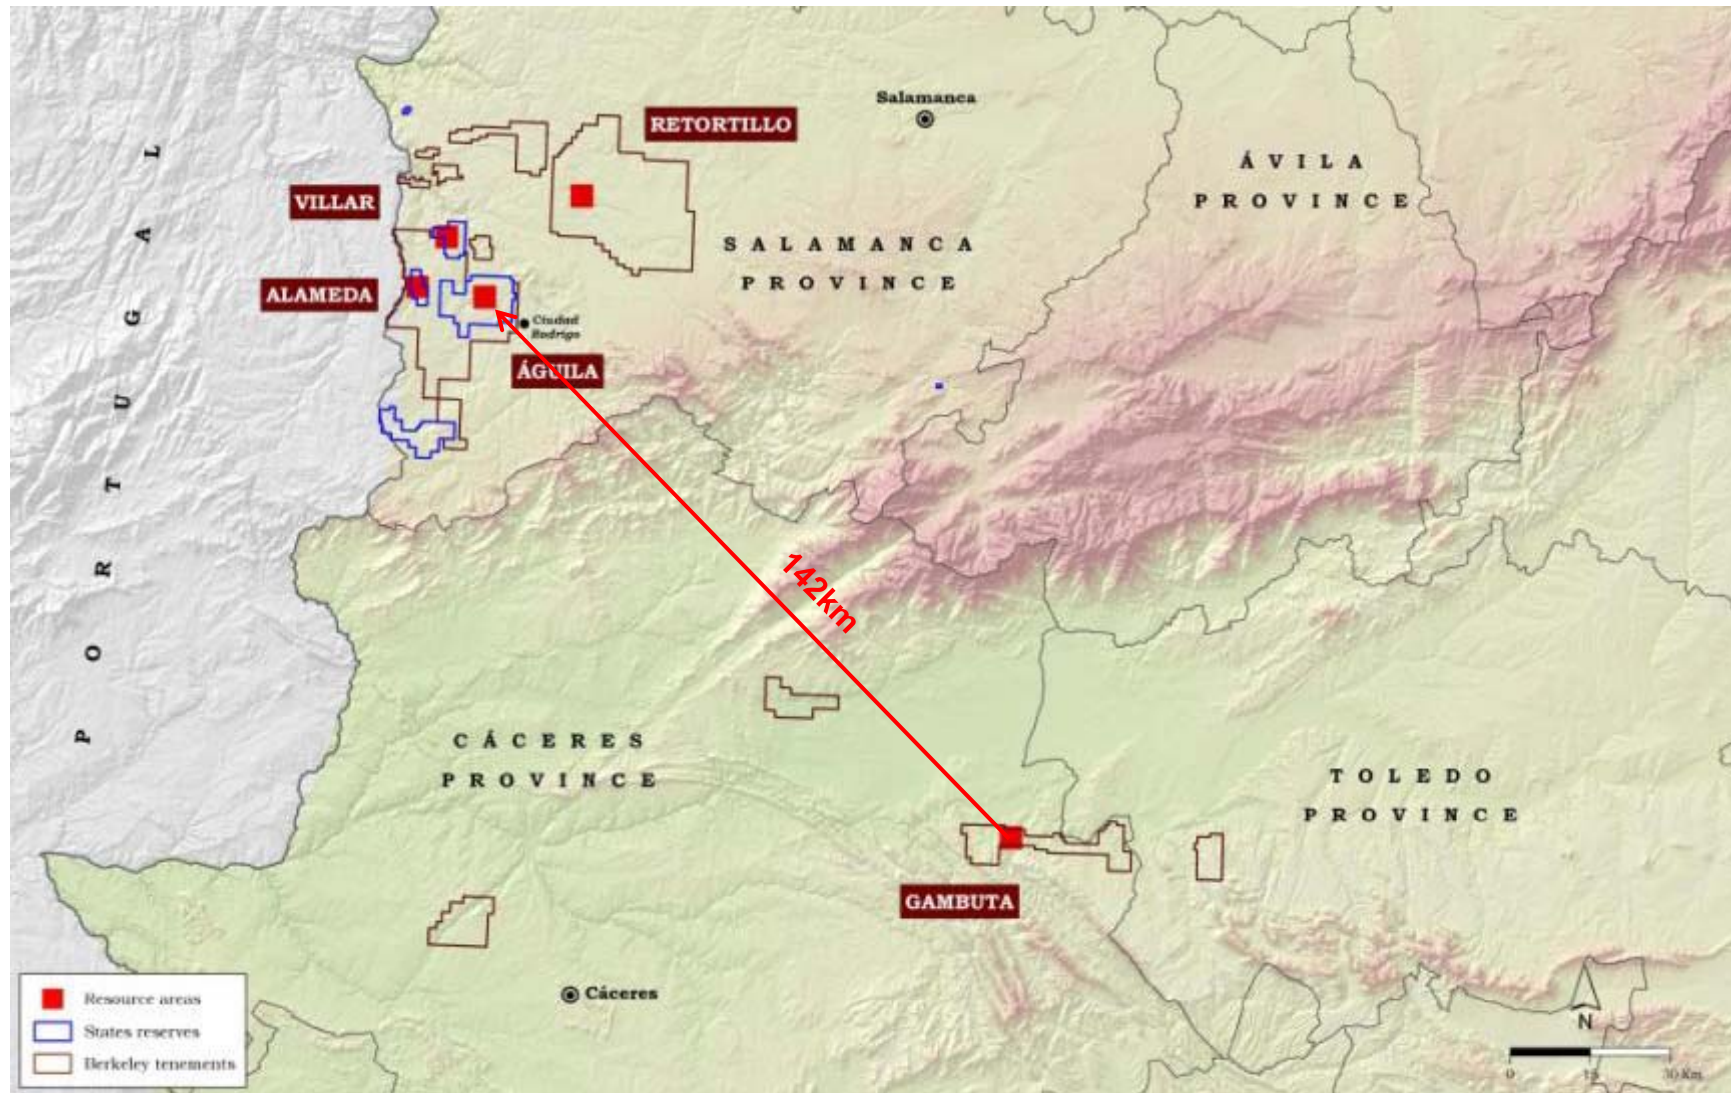 Salamanca
RETORTILLO
ÁVILA
PROVINCE
VILLAR
SALAMANCA
PROVINCE
ALAMEDA
Ciudad
Rodrigo
ÁGUILA
PORTUGAL
142km
CÁCERES
PROVINCE
TOLEDO
PROVINCE
GAMBUTA
Cáceres
Resource areas
States reserves
Berkeley tenements
N
0 15 30 Km